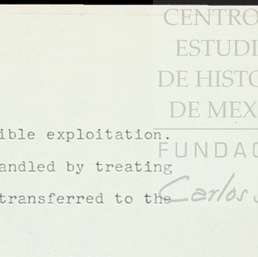 CENTRO
ESTUDI
DE HISTO
DE MEX
ible exploitation.
andled by treating
FUNDAC
transferred to the
Carlos S